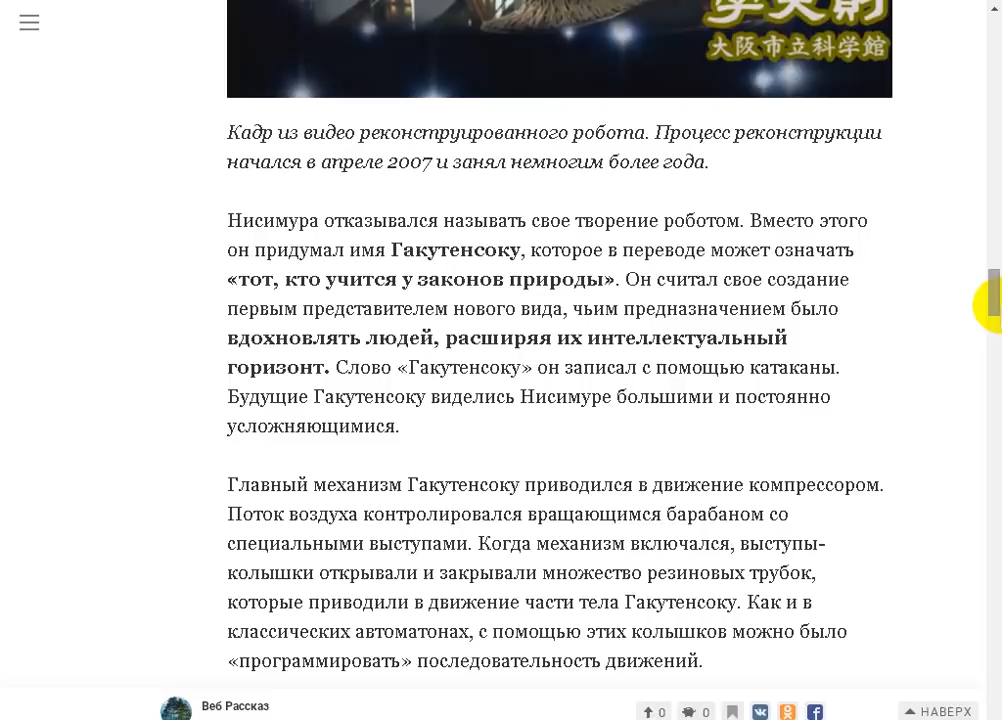 學天則
大阪市立科学館
Кадр из видео реконструированного робота. Процесс реконструкции
начался в апреле 2007 и занял немногим более года.
Нисимура отказывался называть свое творение роботом. Вместо этого
он придумал имя Гакутенсоку, которое в переводе может означать
«тот, кто учится у законов природы». Он считал свое создание
первым представителем нового вида, чьим предназначением было
вдохновлять людей, расширяя их интеллектуальный
горизонт. Слово «Гакутенсоку» он записал с помощью катаканы.
Будущие Гакутенсоку виделись Нисимуре большими и постоянно
усложняющимися.
Главный механизм Гакутенсоку приводился в движение компрессором.
Поток воздуха контролировался вращающимся барабаном со
специальными выступами. Когда механизм включался, выступы-
колышки открывали и закрывали множество резиновых трубок,
которые приводили в движение части тела Гакутенсоку. Как и в
классических автоматонах, с помощью этих колышков можно было
«программировать» последовательность движений.
Веб Рассказ
0 0 НАВЕРХ